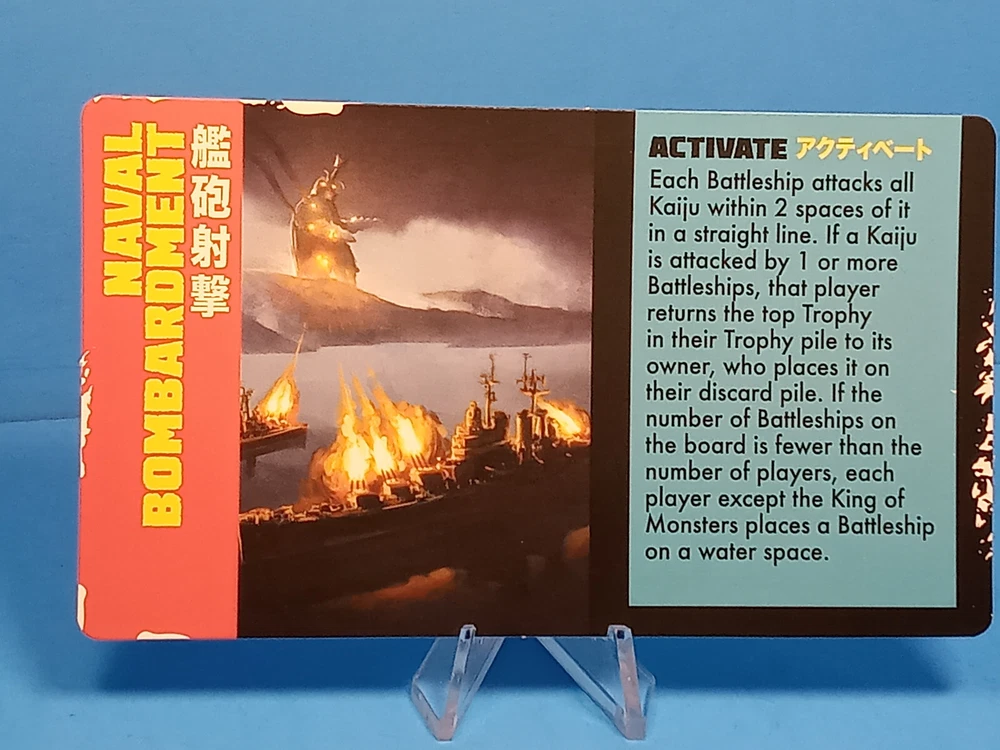 NAVAL
BOMBARDMENT
艦砲射撃
ACTIVATE アクティベート
Each Battleship attacks all
Kaiju within 2 spaces of it
in a straight line. If a Kaiju
is attacked by 1 or more
Battleships, that player
returns the top Trophy
in their Trophy pile to its
owner, who places it on
their discard pile. If the
number of Battleships on
the board is fewer than the
number of players, each
player except the King of
Monsters places a Battleship
on a water space.